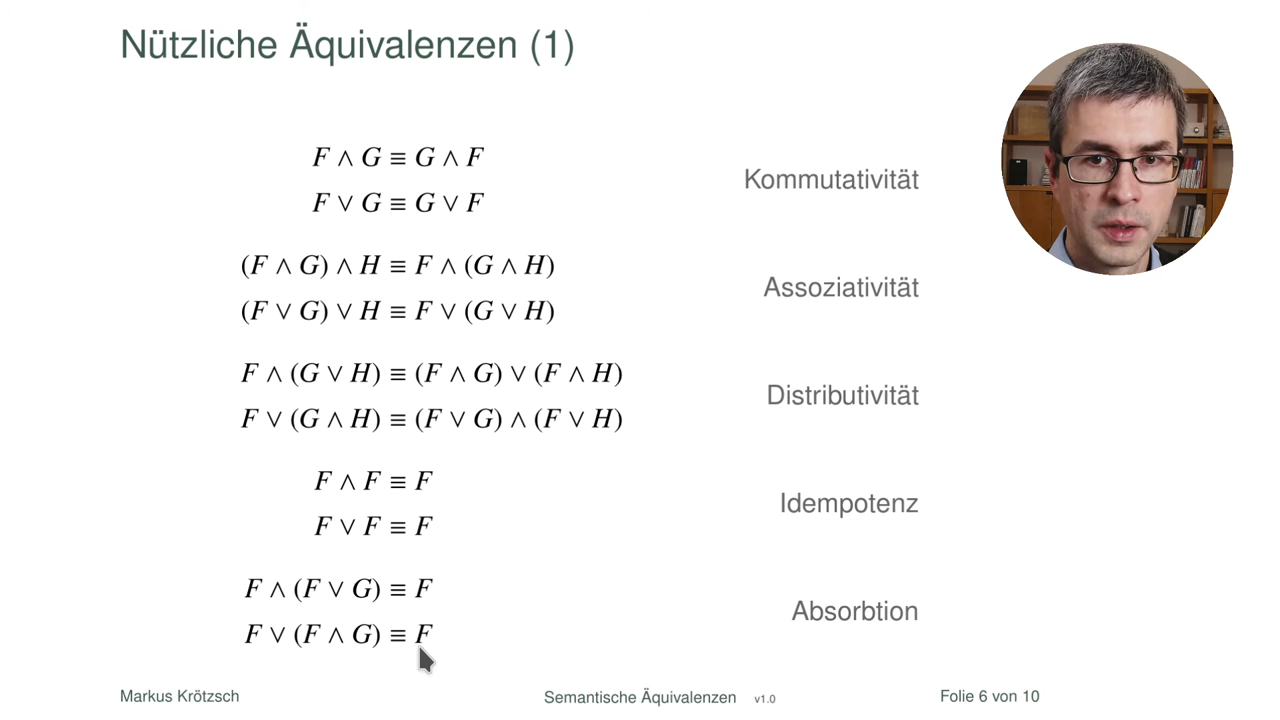 Nützliche Äquivalenzen (1)
F ∧ G ≡ G ∧ F
F ∨ G ≡ G ∨ F
Kommutativität
(F ∧ G) ∧ H ≡ F ∧ (G ∧ H)
(F ∨ G) ∨ H ≡ F ∨ (G ∨ H)
Assoziativität
F ∧ (G ∨ H) ≡ (F ∧ G) ∨ (F ∧ H)
F ∨ (G ∧ H) ≡ (F ∨ G) ∧ (F ∨ H)
Distributivität
F ∧ F ≡ F
F ∨ F ≡ F
Idempotenz
F ∧ (F ∨ G) ≡ F
F ∨ (F ∧ G) ≡ F
Absorbtion
Markus Krötzsch
Semantische Äquivalenzen v1.0
Folie 6 von 10